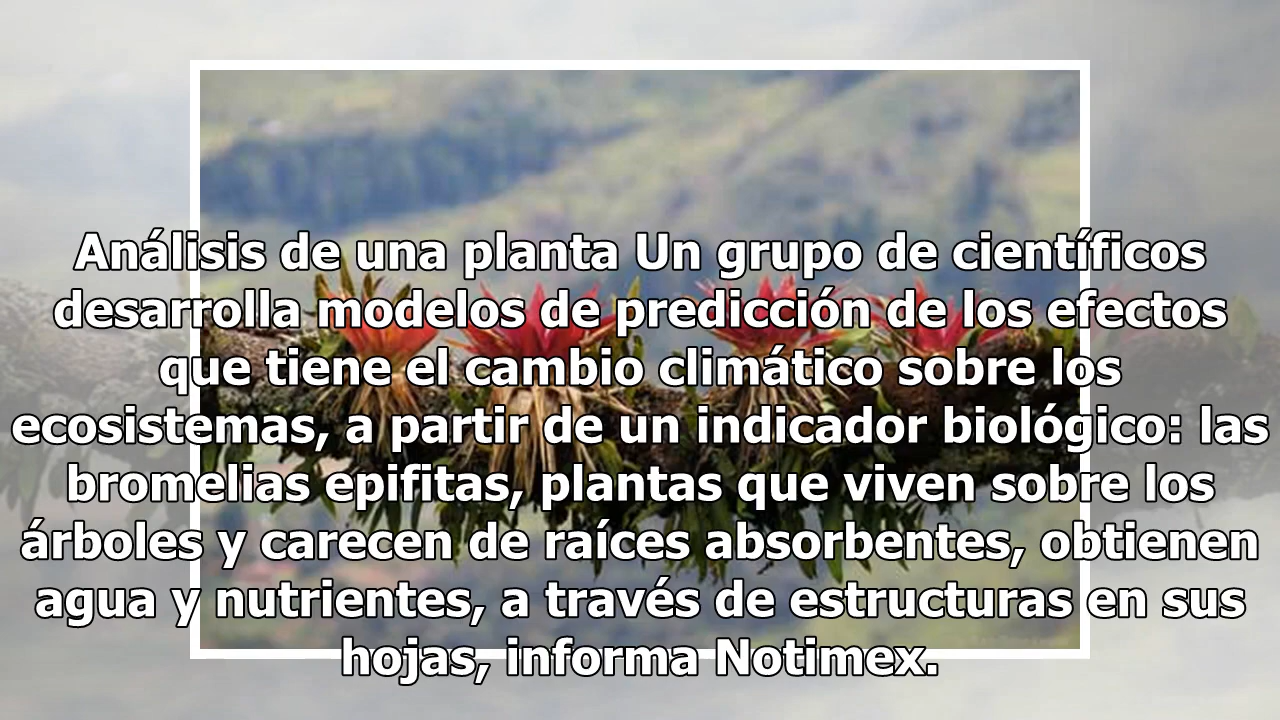 Análisis de una planta Un grupo de científicos
desarrolla modelos de predicción de los efectos
que tiene el cambio climático sobre los
ecosistemas, a partir de un indicador biológico: las
bromelias epifitas, plantas que viven sobre los
árboles y carecen de raíces absorbentes, obtienen
agua y nutrientes, a través de estructuras en sus
hojas, informa Notimex.